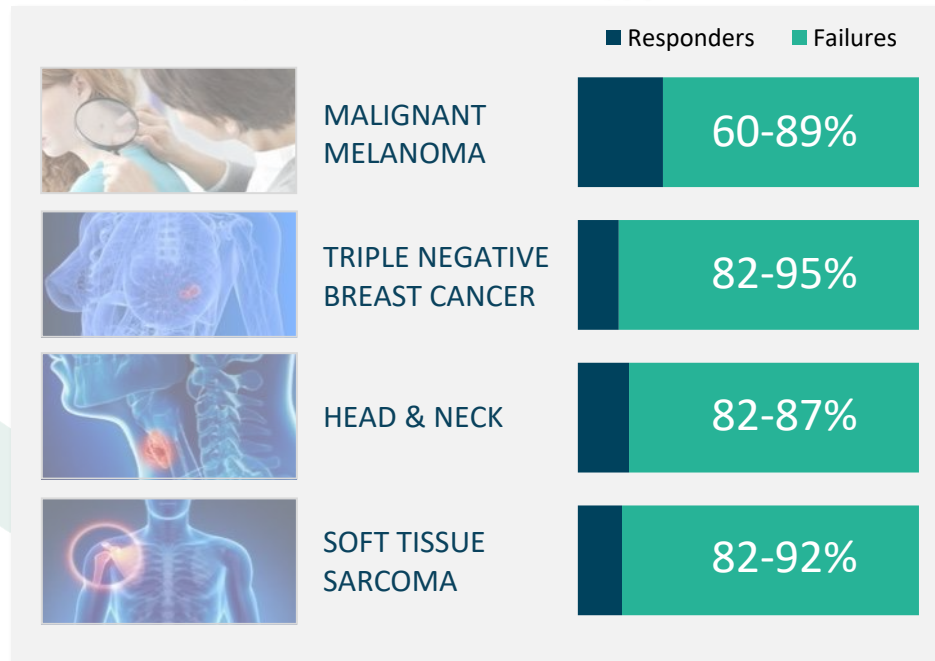 Responders Failures
MALIGNANT
MELANOMA
60-89%
TRIPLE NEGATIVE
BREAST CANCER
82-95%
HEAD & NECK
82-87%
SOFT TISSUE
SARCOMA
82-92%